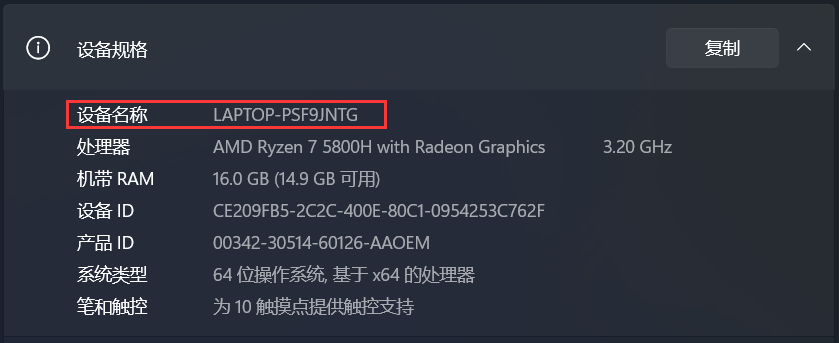 设备规格 复制
设备名称 LAPTOP-PSF9JNTG
处理器 AMD Ryzen 7 5800H with Radeon Graphics 3.20 GHz
机带 RAM 16.0 GB (14.9 GB 可用)
设备 ID CE209FB5-2C2C-400E-80C1-0954253C762F
产品 ID 00342-30514-60126-AAOEM
系统类型 64 位操作系统, 基于 x64 的处理器
笔和触控 为 10 触摸点提供触控支持